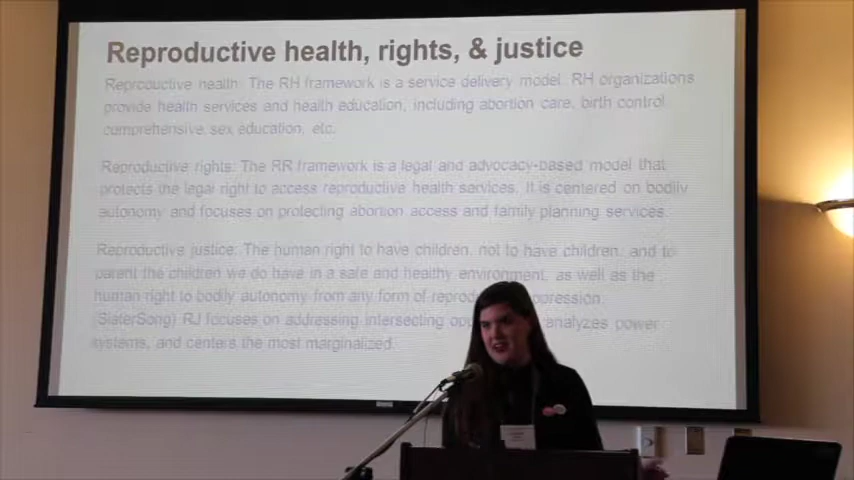 Reproductive health, rights, & justice
Reproductive health: The RH framework is a service delivery model. RH organizations
provide health services and health education, including abortion care, birth control,
comprehensive sex education, etc.
Reproductive rights: The RR framework is a legal and advocacy-based model that
protects the legal right to access reproductive health services. It is centered on bodily
autonomy and focuses on protecting abortion access and family planning services.
Reproductive justice: The human right to have children, not to have children, and to
parent the children we do have in a safe and healthy environment, as well as the
human right to bodily autonomy from any form of reprod pression.
(SisterSong) RJ focuses on addressing intersecting opp analyzes power
systems, and centers the most marginalized.